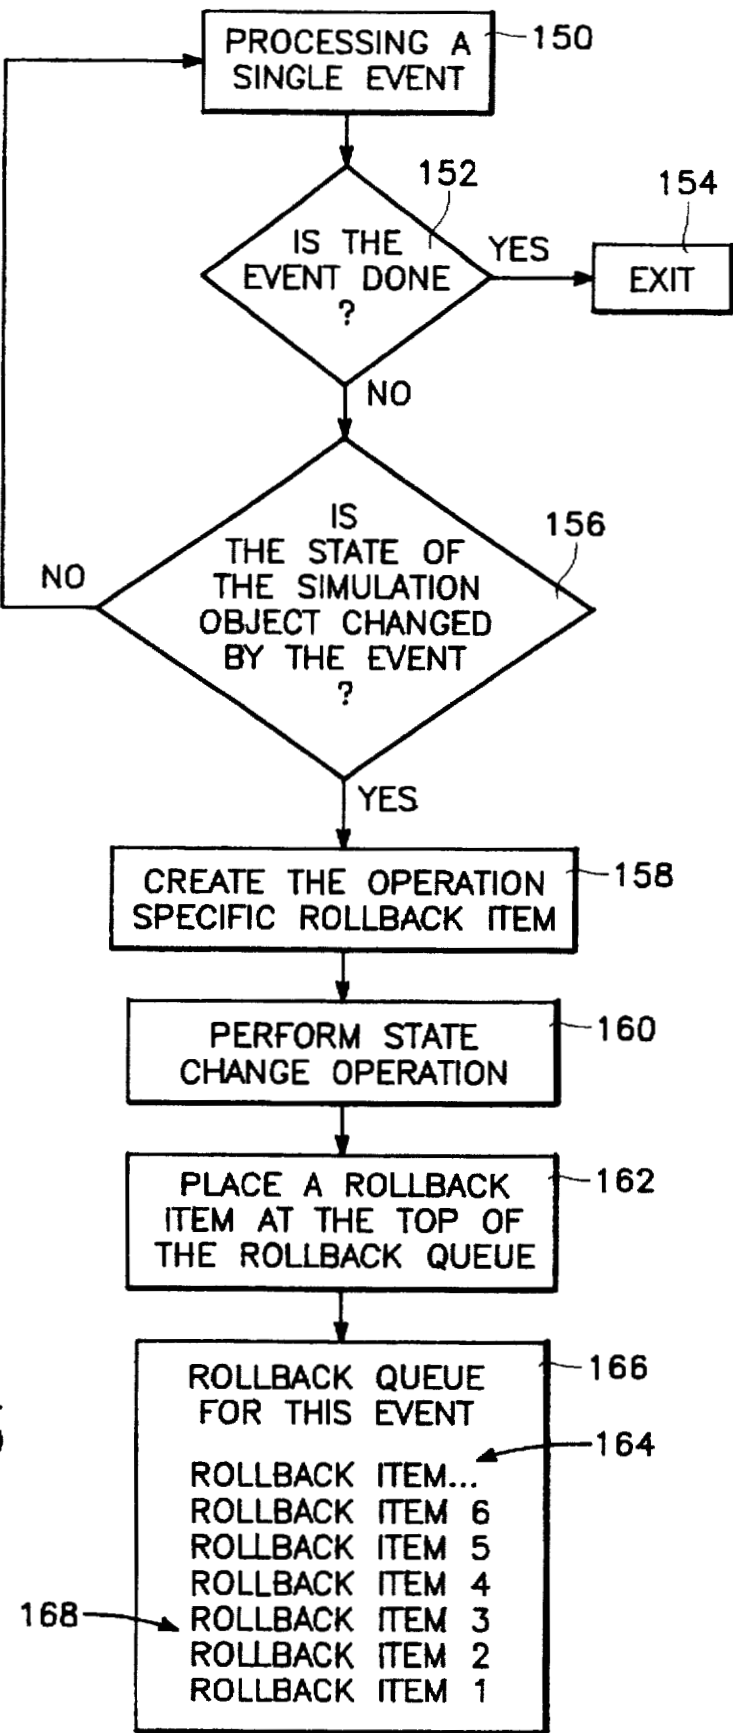 PROCESSING A
SINGLE EVENT
150
152
IS THE
EVENT DONE
?
YES
154
EXIT
NO
156
IS
THE STATE OF
THE SIMULATION
OBJECT CHANGED
BY THE EVENT
?
NO
YES
CREATE THE OPERATION
SPECIFIC ROLLBACK ITEM
158
PERFORM STATE
CHANGE OPERATION
160
PLACE A ROLLBACK
ITEM AT THE TOP OF
THE ROLLBACK QUEUE
162
ROLLBACK QUEUE
FOR THIS EVENT
166
164
ROLLBACK ITEM...
ROLLBACK ITEM 6
ROLLBACK ITEM 5
ROLLBACK ITEM 4
168
ROLLBACK ITEM 3
ROLLBACK ITEM 2
ROLLBACK ITEM 1